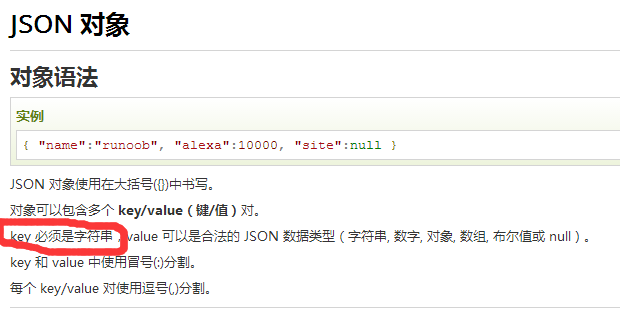 JSON 对象
对象语法
实例
{ "name":"runoob", "alexa":10000, "site":null }
JSON 对象使用在大括号({})中书写。
对象可以包含多个 key/value（键/值）对。
key 必须是字符串，value 可以是合法的 JSON 数据类型（字符串, 数字, 对象, 数组, 布尔值或 null）。
key 和 value 中使用冒号(:)分割。
每个 key/value 对使用逗号(,)分割。